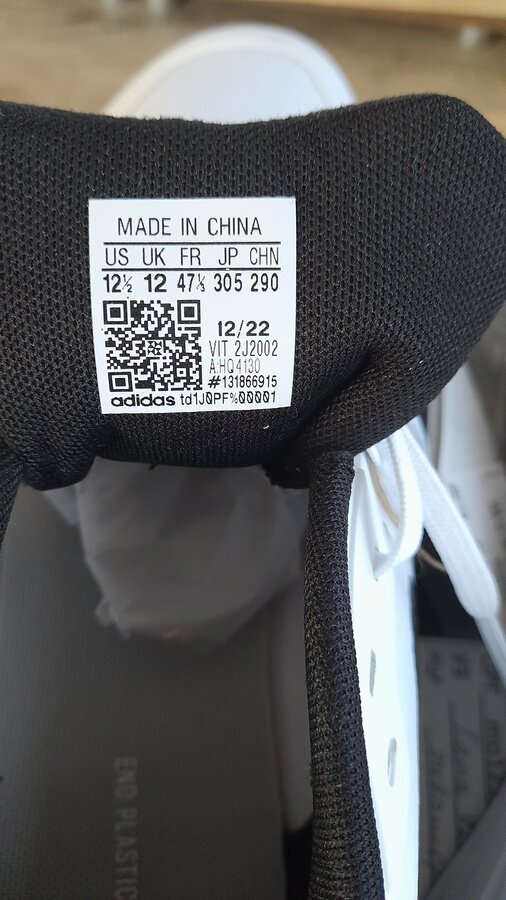 MADE IN CHINA
US UK FR JP CHN
12½ 12 47⅓ 305 290
12/22
VIT 2J2002
A:HQ4130
#131866915
adidas td1J0PF%00001
END PLASTIC